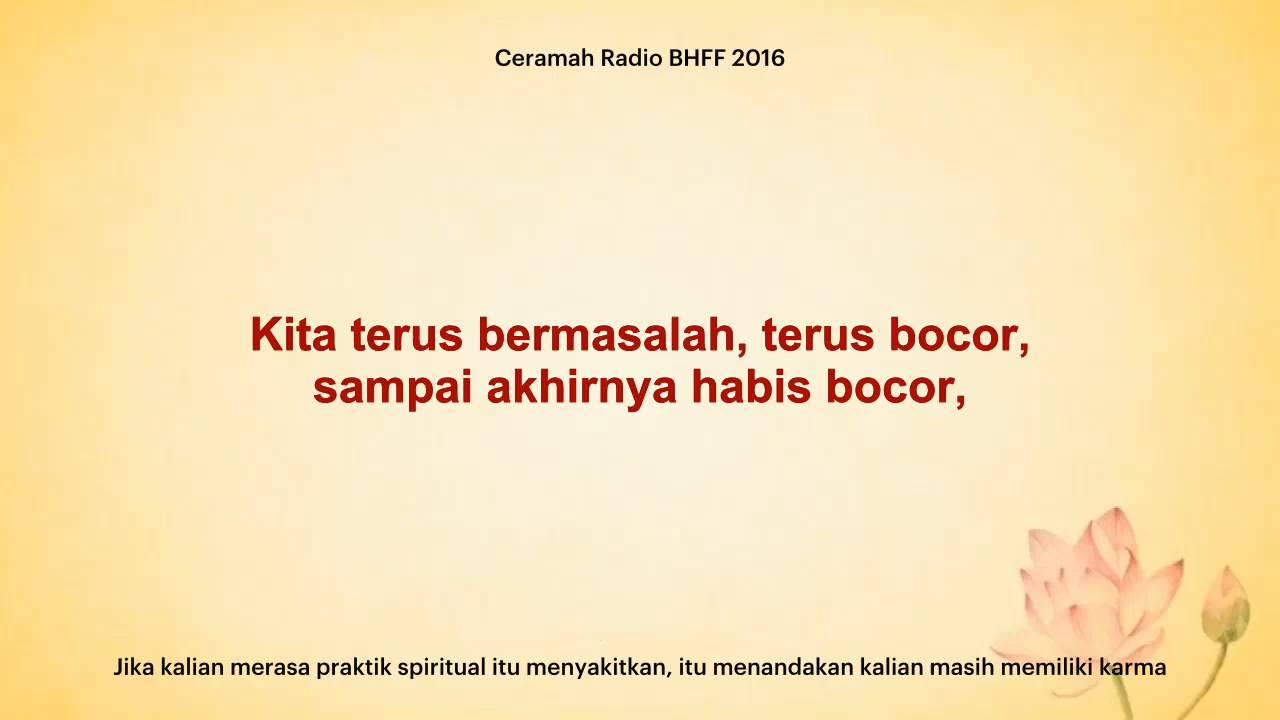 Ceramah Radio BHFF 2016
Kita terus bermasalah, terus bocor,
sampai akhirnya habis bocor,
Jika kalian merasa praktik spiritual itu menyakitkan, itu menandakan kalian masih memiliki karma